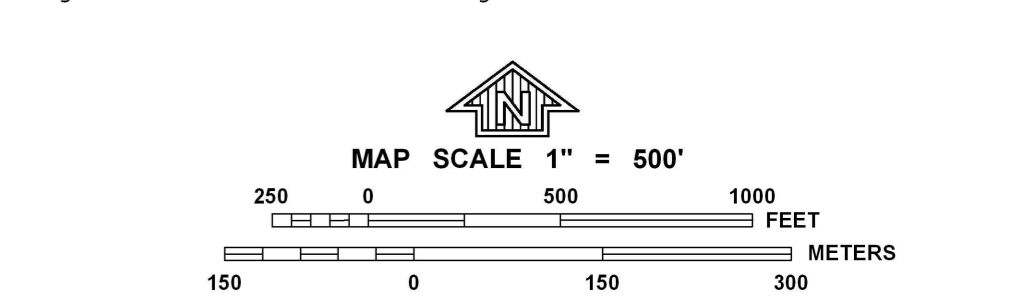 N
MAP SCALE 1" = 500'
250 0 500 1000
FEET
METERS
150 0 150 300